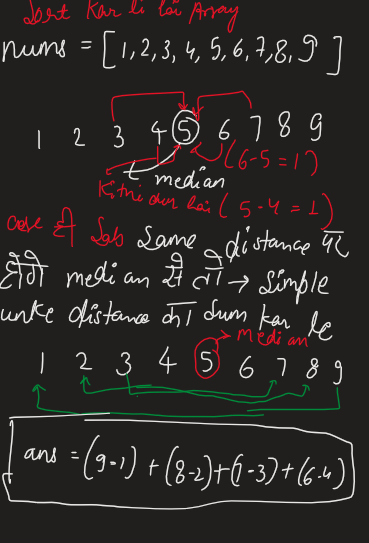 Sort Kar li hai Array
nums = [1,2,3, 4, 5, 6, 7, 8, 9]
1 2 3 4 5 6 7 8 9
median (6-5 = 1)
Kitni dur hai ( 5-4 = 1)
Sab Same distance पर
होंगे median से तो → Simple
unke distance का Sum kar le
→ median
1 2 3 4 5 6 7 8 9
ans = (9-1) + (8-2)+(7-3)+(6-4)